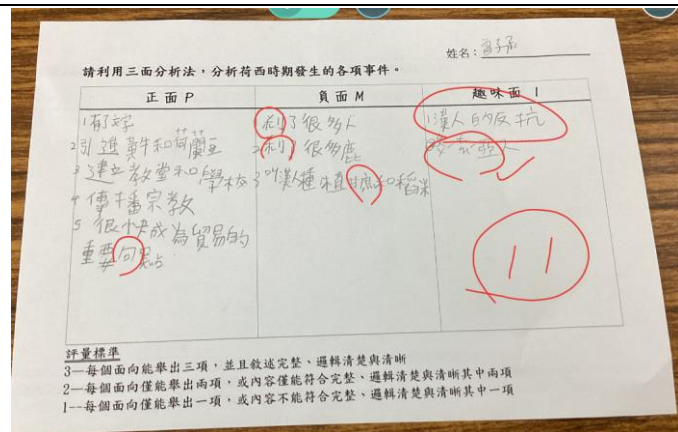 姓名：
請利用三面分析法，分析荷西時期發生的各項事件。
正面P
負面M
趣味面I
1有文字
2引進黃牛和荷蘭豆
3建立教堂和學校
4傳播宗教
5很快成為貿易的
重要句點
刹了很多人
2刹了很多鹿
3叫漢人種植蔗和稻米
1漢人的反抗
11
評量標準
3—每個面向能舉出三項，並且敘述完整、邏輯清楚與清晰
2—每個面向僅能舉出兩項，或內容僅能符合完整、邏輯清楚與清晰其中兩項
1--每個面向僅能舉出一項，或內容不能符合完整、邏輯清楚與清晰其中一項